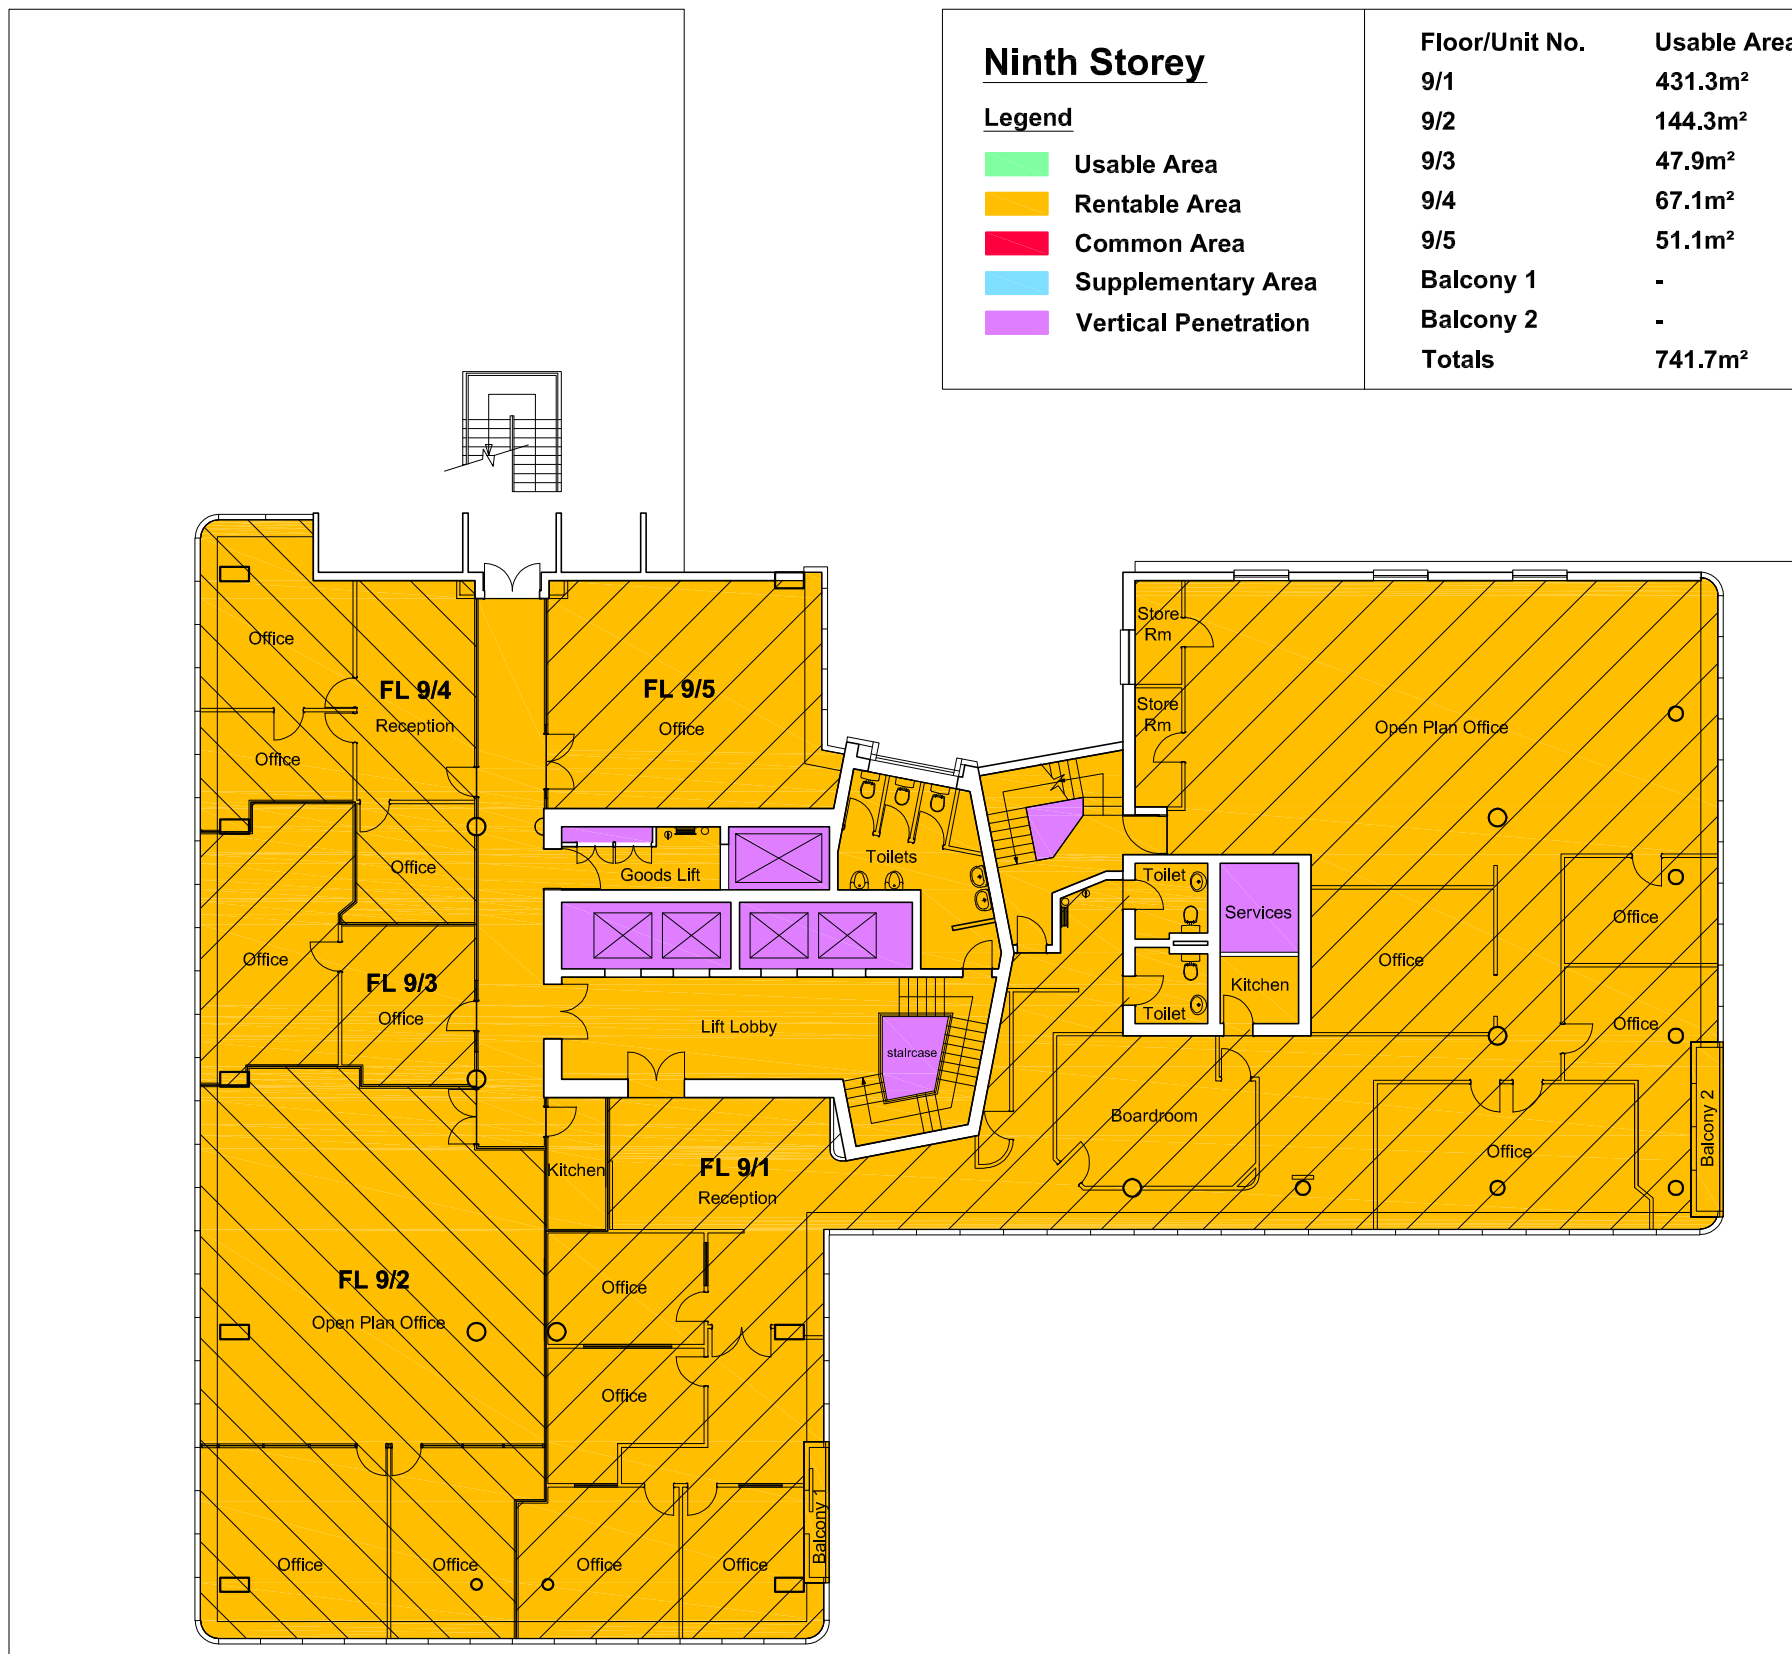 Ninth Storey
Legend
Usable Area
Rentable Area
Common Area
Supplementary Area
Vertical Penetration
Floor/Unit No. Usable Area
9/1 431.3m²
9/2 144.3m²
9/3 47.9m²
9/4 67.1m²
9/5 51.1m²
Balcony 1 -
Balcony 2 -
Totals 741.7m²
Office
FL 9/4
Reception
Office
Office
FL 9/5
Office
Store
Rm
Store
Rm
Open Plan Office
Goods Lift
Toilets
Toilet
Services
Office
Office
Office
FL 9/3
Office
Lift Lobby
staircase
Toilet
Kitchen
Office
Boardroom
Office
Balcony 2
Kitchen
FL 9/1
Reception
FL 9/2
Open Plan Office
Office
Office
Office
Office
Office
Office
Balcony 1